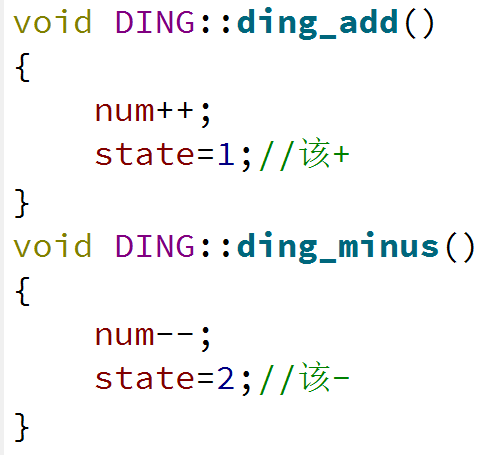 void DING::ding_add()
{
    num++;
    state=1;//该+
}
void DING::ding_minus()
{
    num--;
    state=2;//该-
}